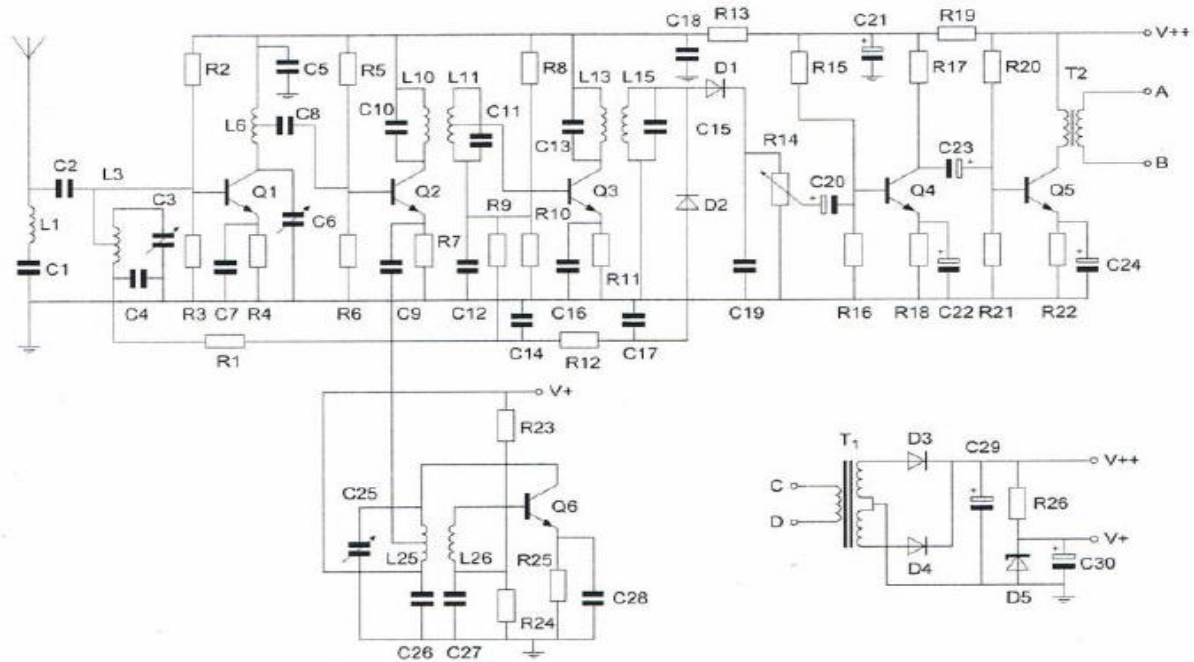 C18 R13 C21 R19
V++
R2 C5 R5 L10 L11 R8 L13 L15 D1 R15 R17 R20 T2
A
L6 C8 C10 C11 C13 C15 R14 C23
B
C2 L3 C3 Q1 C6 Q2 R9 R10 Q3 D2 C20 Q4 Q5
L1 C1 R7 R11 C24
C4 R3 C7 R4 R6 C9 C12 C14 C16 C17 C19 R16 R18 C22 R21 R22
R1 R12
V+
R23
C25 Q6
L25 L26 R25
C28
R24
C26 C27
T1 D3 C29
V++
C
R26
D
V+
D4 D5 C30